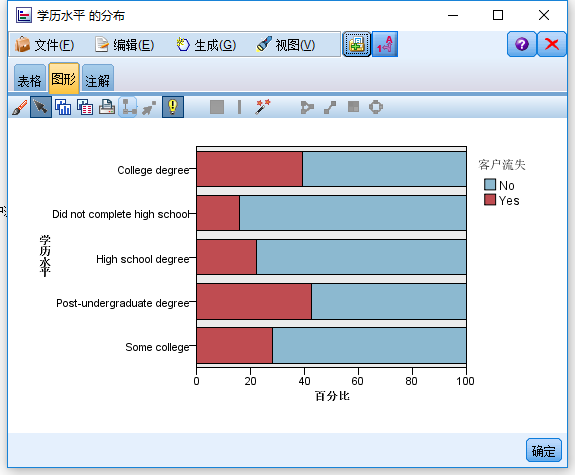 学历水平 的分布
文件(F) 编辑(E) 生成(G) 视图(V)
表格 图形 注解
客户流失
No
Yes
College degree
Did not complete high school
High school degree
Post-undergraduate degree
Some college
学历水平
0 20 40 60 80 100
百分比
确定